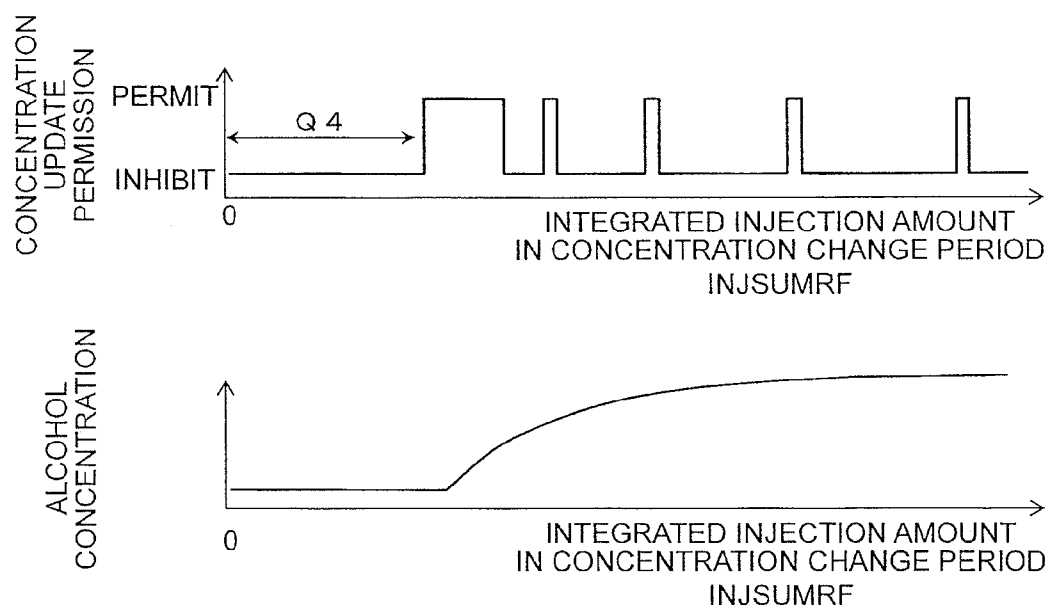 CONCENTRATION
UPDATE
PERMISSION
PERMIT
Q 4
INHIBIT
0
INTEGRATED INJECTION AMOUNT
IN CONCENTRATION CHANGE PERIOD
INJSUMRF
ALCOHOL
CONCENTRATION
0
INTEGRATED INJECTION AMOUNT
IN CONCENTRATION CHANGE PERIOD
INJSUMRF